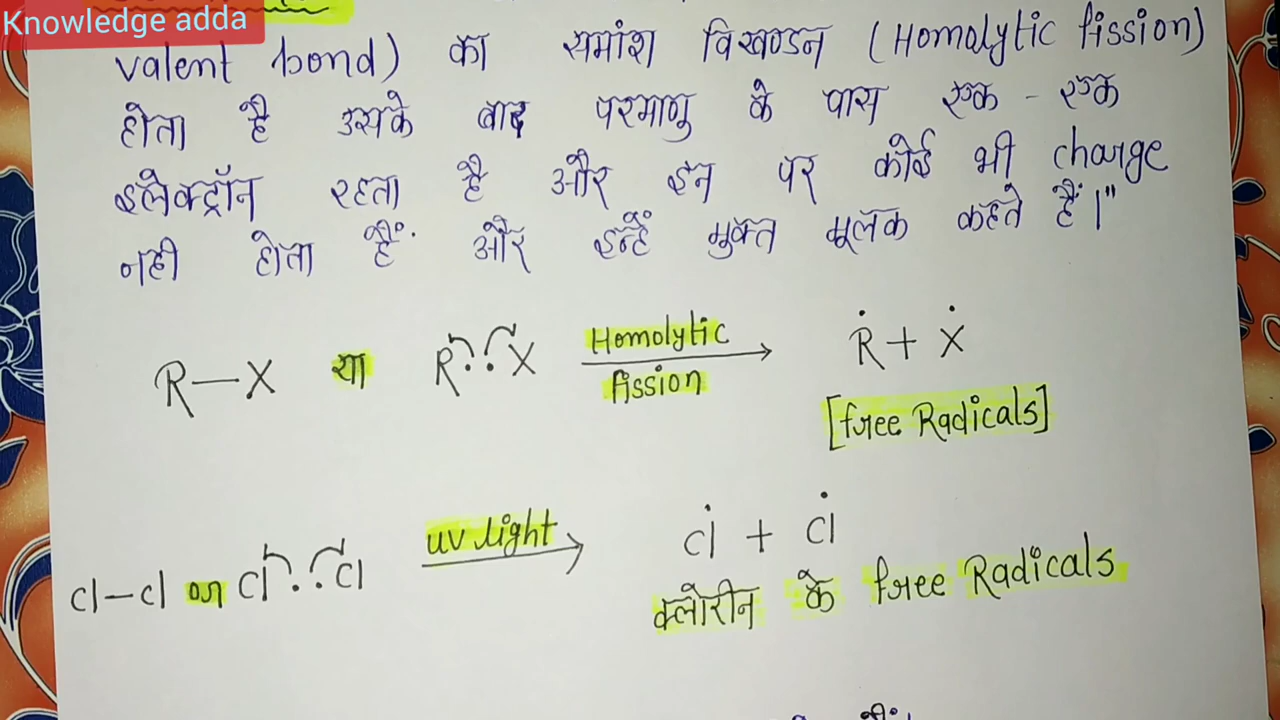 Knowledge adda
valent bond) का समांश विखण्डन (Homolytic fission)
होता है उसके बाद परमाणु के पास एक - एक
इलेक्ट्रॉन रहता है और इन पर कोई भी charge
नही होता हैं. और इन्हें मुक्त मूलक कहते हैं।"
R—X या R : X Homolytic fission → Ṙ + Ẋ
[free Radicals]
Cl—Cl or Cl : Cl uv light → Ċl + Ċl
क्लोरीन के free Radicals